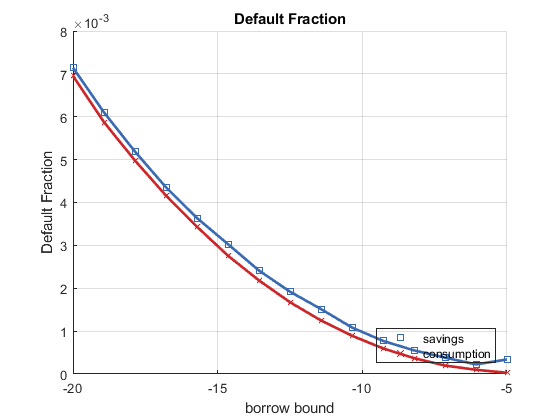 Default Fraction
×10⁻³
8
7
6
5
4
3
2
1
0
Default Fraction
savings
consumption
-20 -15 -10 -5
borrow bound